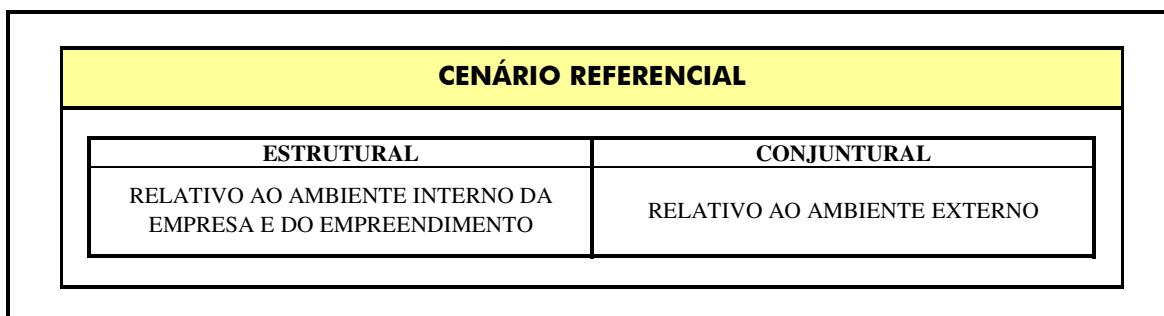 CENÁRIO REFERENCIAL
ESTRUTURAL
RELATIVO AO AMBIENTE INTERNO DA
EMPRESA E DO EMPREENDIMENTO
CONJUNTURAL
RELATIVO AO AMBIENTE EXTERNO